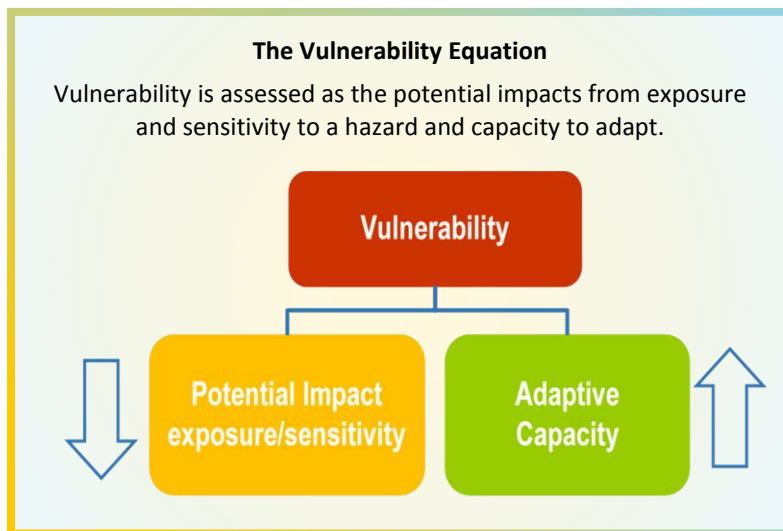 The Vulnerability Equation
Vulnerability is assessed as the potential impacts from exposure
and sensitivity to a hazard and capacity to adapt.
Vulnerability
Potential Impact
exposure/sensitivity
Adaptive
Capacity